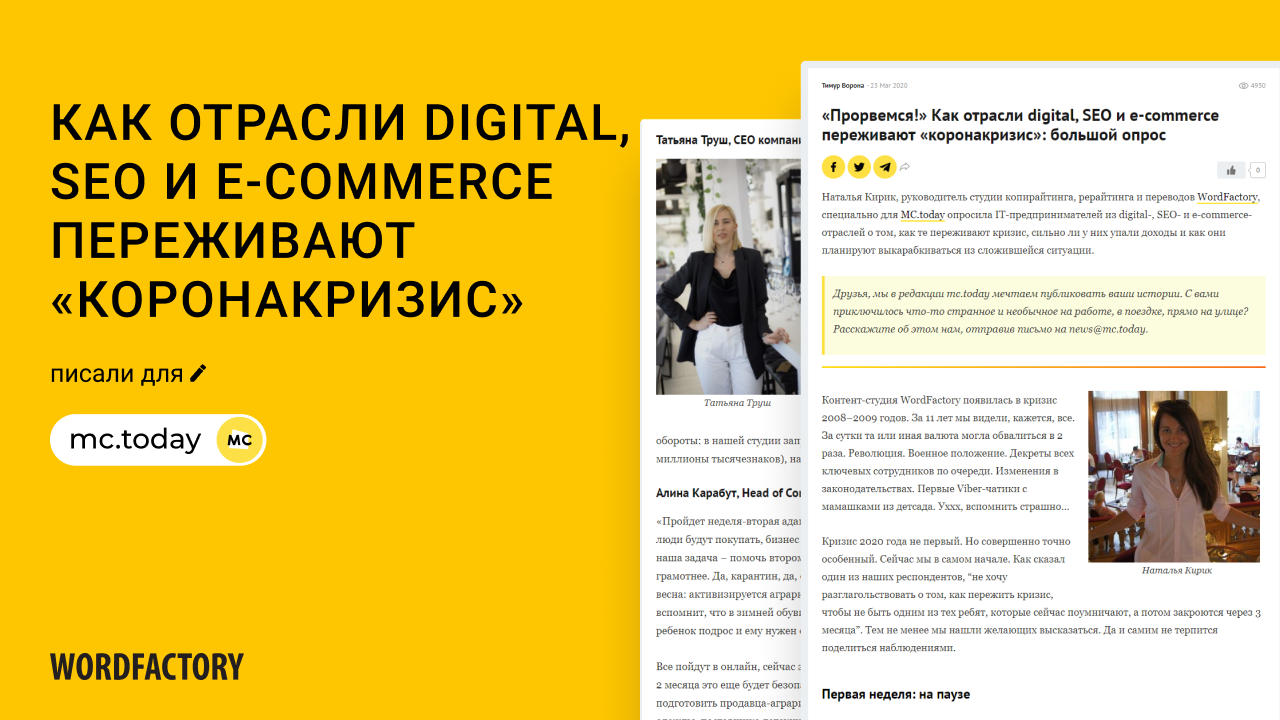 КАК ОТРАСЛИ DIGITAL,
SEO И E-COMMERCE
ПЕРЕЖИВАЮТ
«КОРОНАКРИЗИС»
писали для
mc.today MC
WORDFACTORY
Татьяна Труш, CEO компани
Татьяна Труш
обороты: в нашей студии зап
миллионы тысячезнаков), на
Алина Карабут, Head of Co
«Пройдет неделя-вторая ада
люди будут покупать, бизнес
наша задача – помочь втором
грамотнее. Да, карантин, да,
весна: активизируется аграр
вспомнит, что в зимней обув
ребенок подрос и ему нужен
Все пойдут в онлайн, сейчас
2 месяца это еще будет безоп
подготовить продавца-аграр
Тимур Ворона - 23 Mar 2020 4930
«Прорвемся!» Как отрасли digital, SEO и e-commerce
переживают «коронакризис»: большой опрос
0
Наталья Кирик, руководитель студии копирайтинга, рерайтинга и переводов WordFactory,
специально для MC.today опросила IT-предпринимателей из digital-, SEO- и e-commerce-
отраслей о том, как те переживают кризис, сильно ли у них упали доходы и как они
планируют выкарабкиваться из сложившейся ситуации.
Друзья, мы в редакции mc.today мечтаем публиковать ваши истории. С вами
приключилось что-то странное и необычное на работе, в поездке, прямо на улице?
Расскажите об этом нам, отправив письмо на news@mc.today.
Контент-студия WordFactory появилась в кризис
2008–2009 годов. За 11 лет мы видели, кажется, все.
За сутки та или иная валюта могла обвалиться в 2
раза. Революция. Военное положение. Декреты всех
ключевых сотрудников по очереди. Изменения в
законодательствах. Первые Viber-чатики с
мамашками из детсада. Уххх, вспомнить страшно...
Наталья Кирик
Кризис 2020 года не первый. Но совершенно точно
особенный. Сейчас мы в самом начале. Как сказал
один из наших респондентов, “не хочу
разглагольствовать о том, как пережить кризис,
чтобы не быть одним из тех ребят, которые сейчас поумничают, а потом закроются через 3
месяца”. Тем не менее мы нашли желающих высказаться. Да и самим не терпится
поделиться наблюдениями.
Первая неделя: на паузе